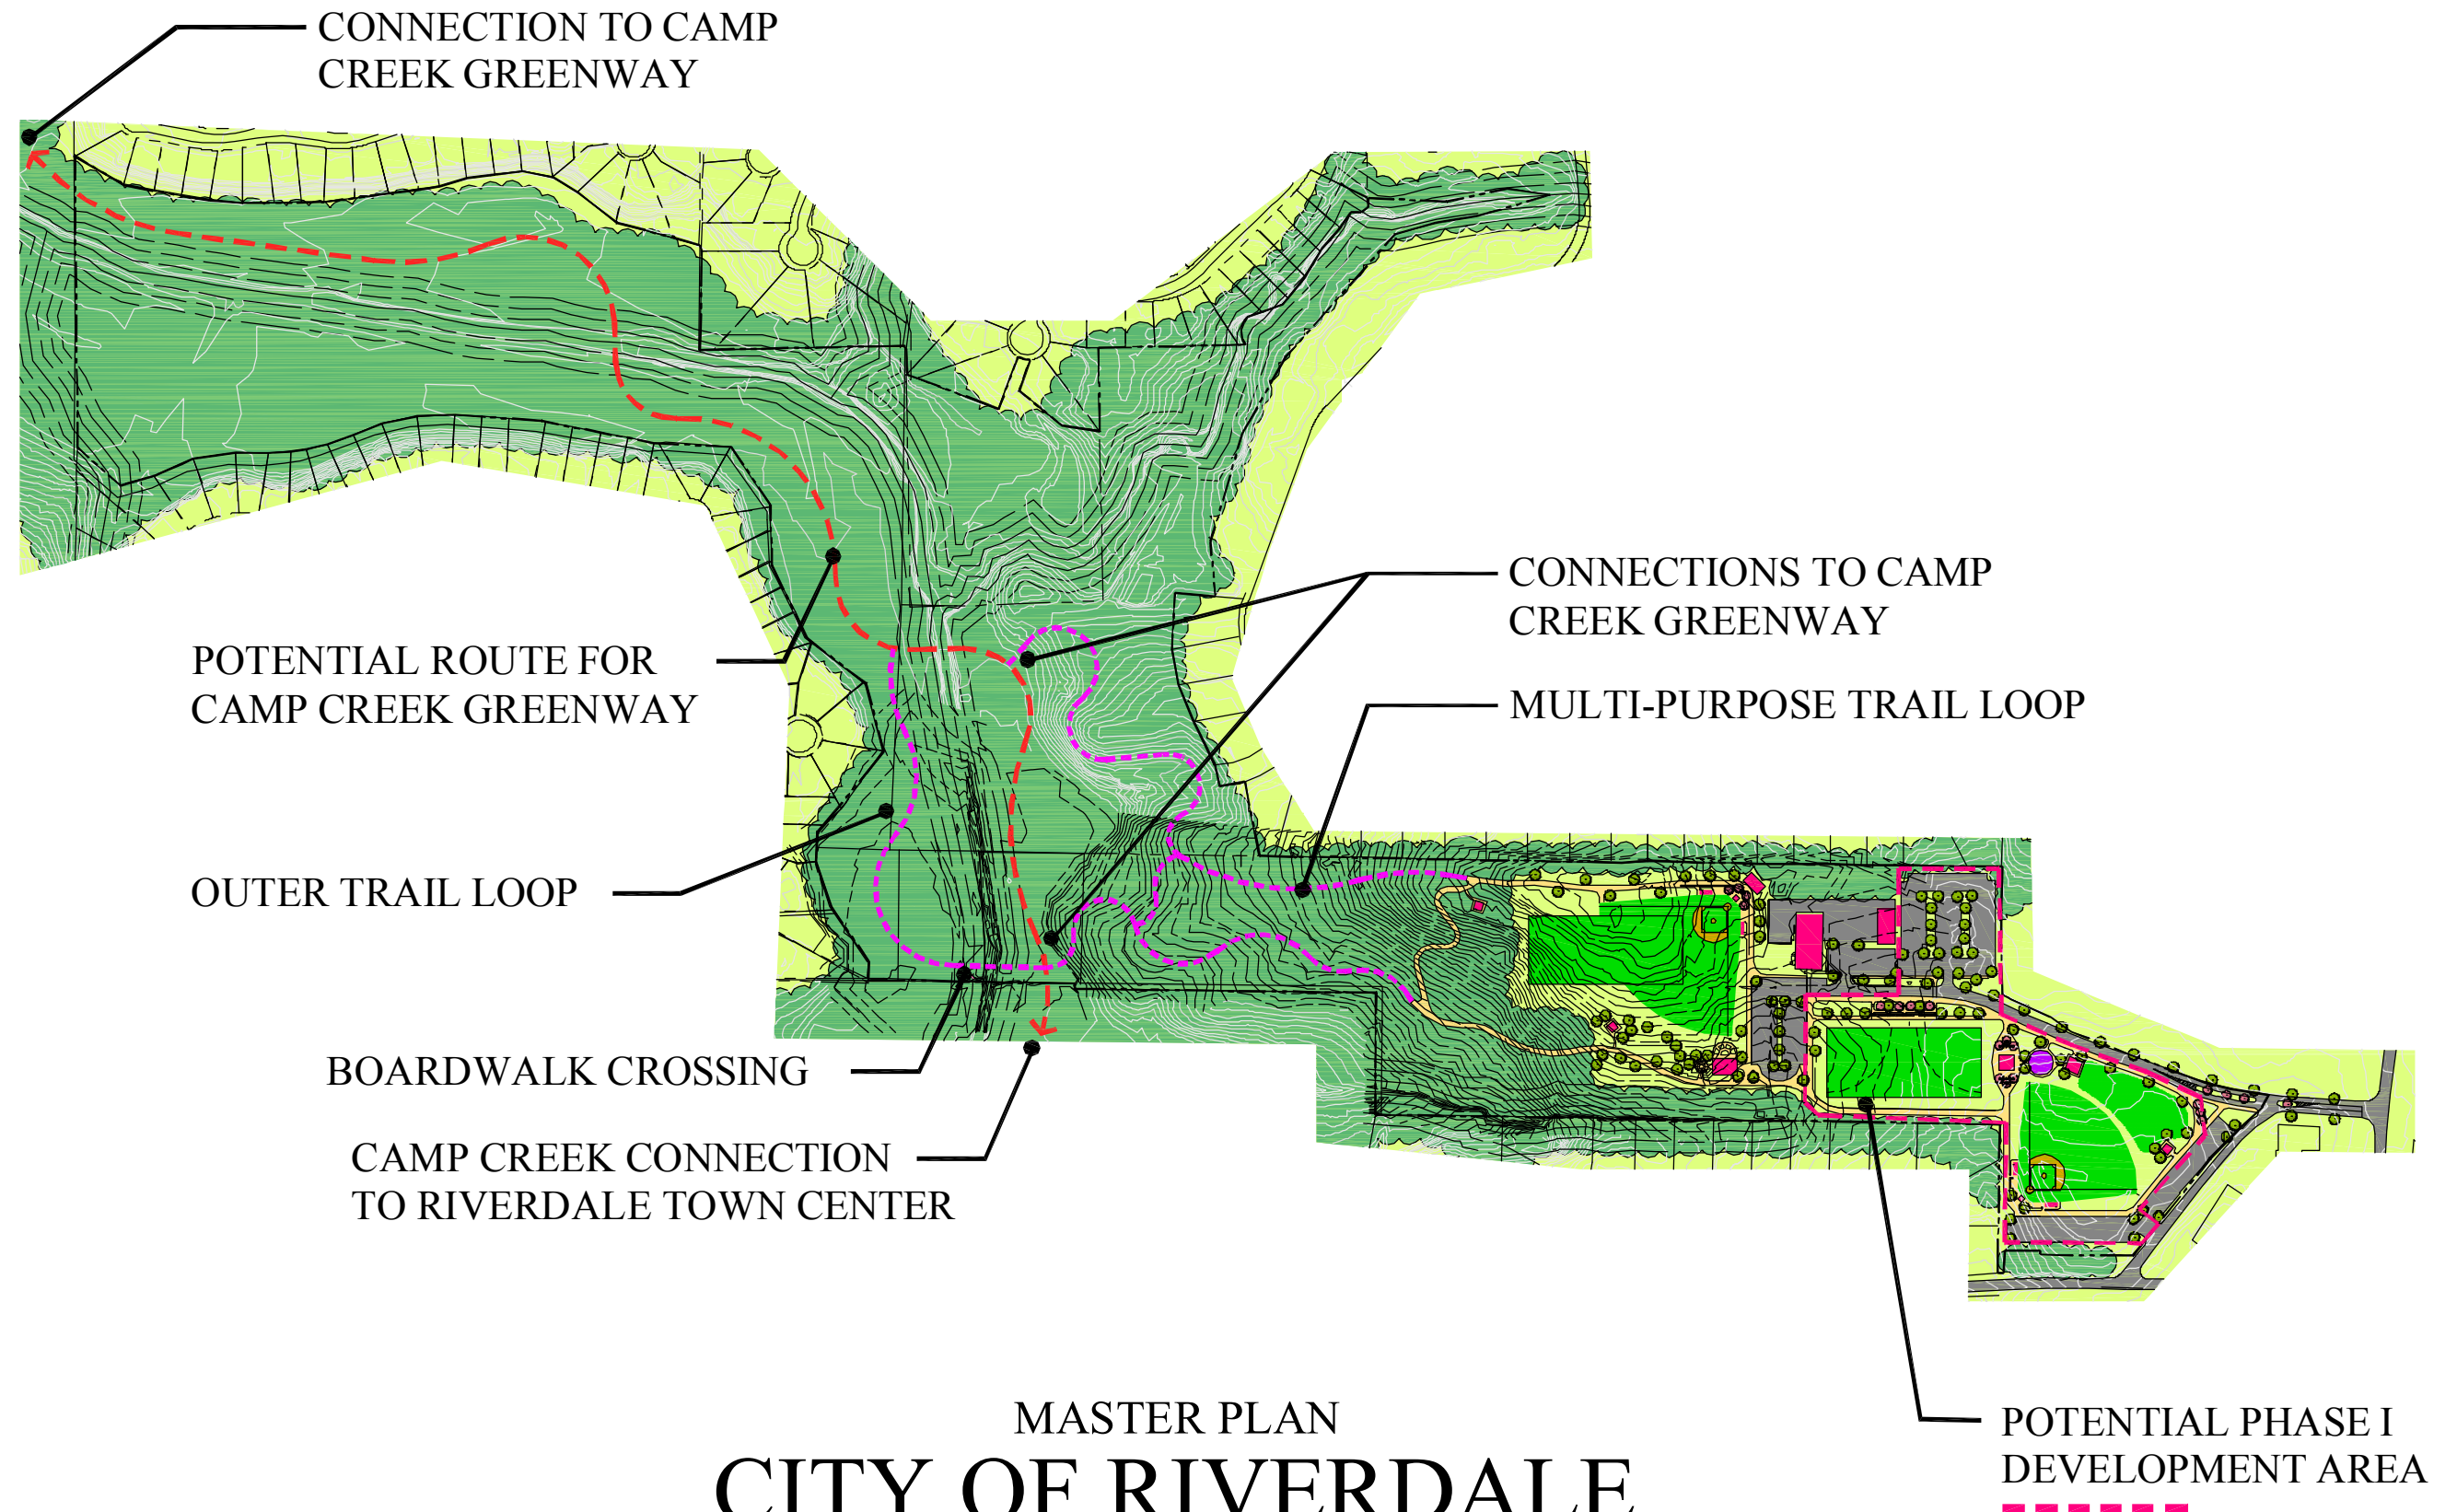 CONNECTION TO CAMP
CREEK GREENWAY
CONNECTIONS TO CAMP
CREEK GREENWAY
POTENTIAL ROUTE FOR
CAMP CREEK GREENWAY
MULTI-PURPOSE TRAIL LOOP
OUTER TRAIL LOOP
BOARDWALK CROSSING
CAMP CREEK CONNECTION
TO RIVERDALE TOWN CENTER
MASTER PLAN
CITY OF RIVERDALE
POTENTIAL PHASE I
DEVELOPMENT AREA